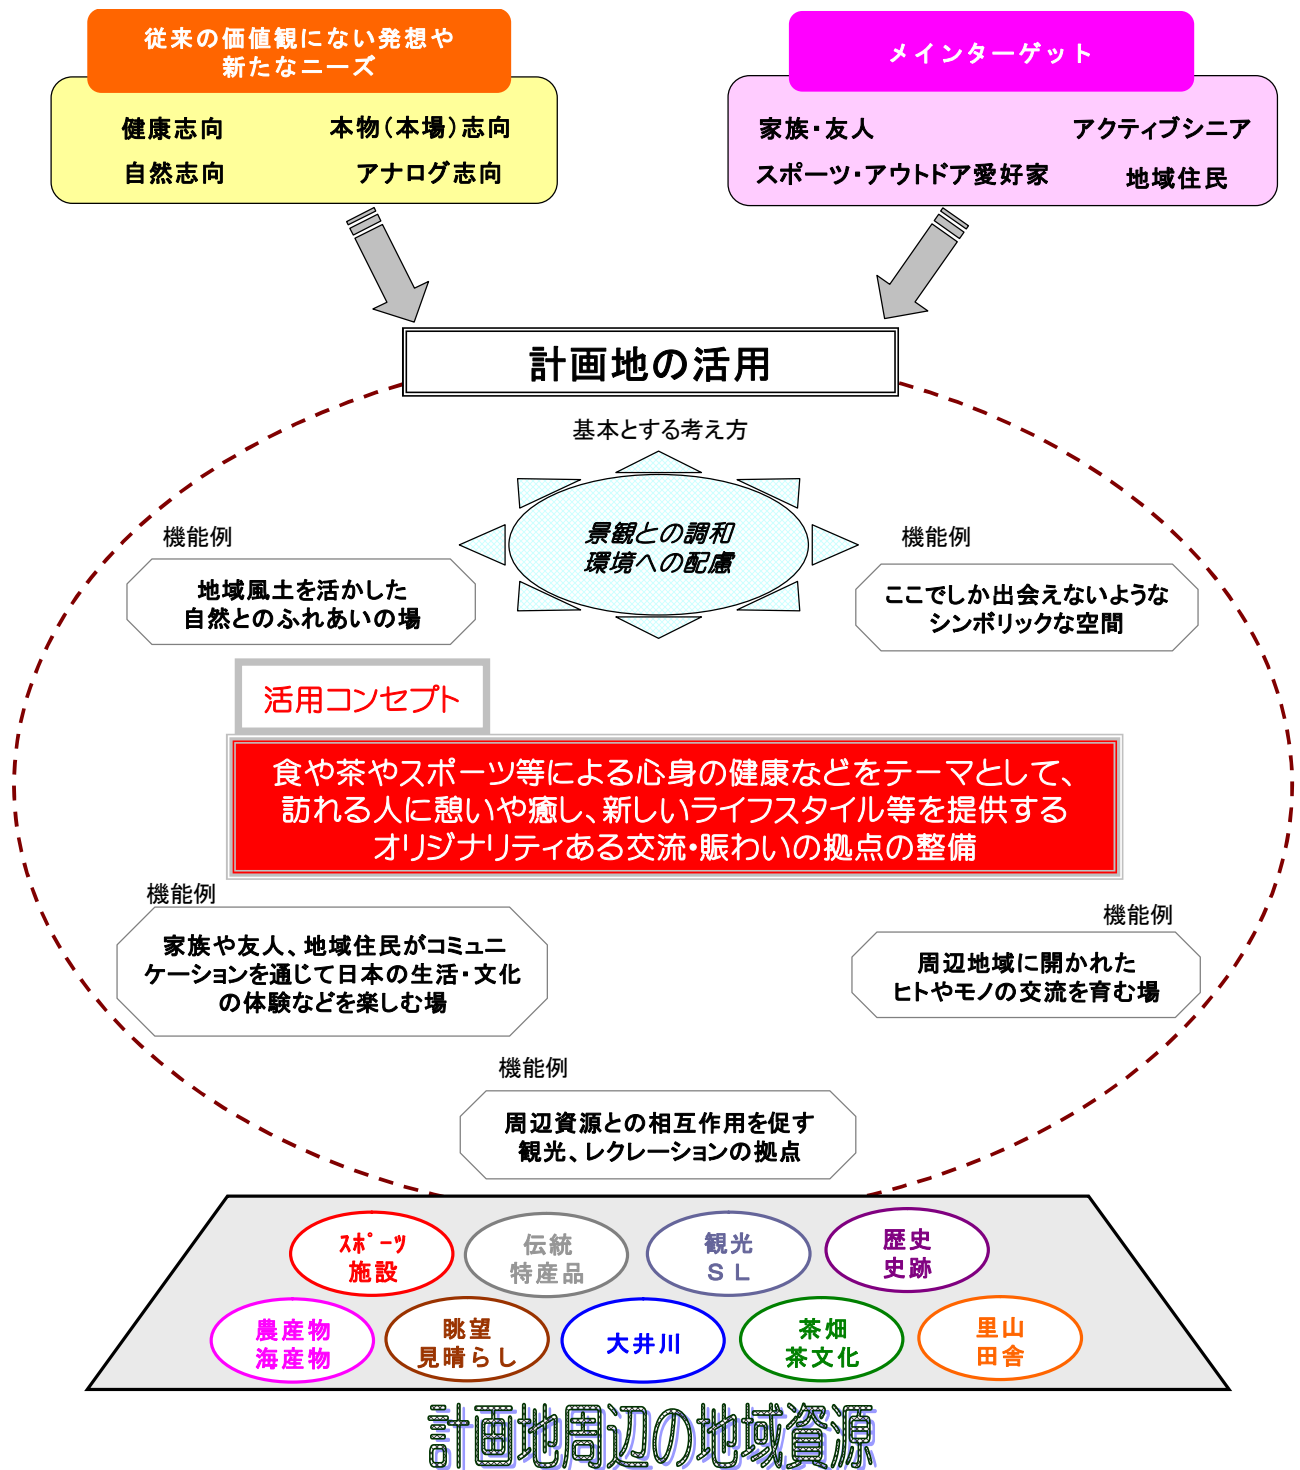 従来の価値観にない発想や
新たなニーズ
健康志向
本物(本場)志向
自然志向
アナログ志向
メインターゲット
家族・友人
アクティブシニア
スポーツ・アウトドア愛好家
地域住民
計画地の活用
基本とする考え方
景観との調和
環境への配慮
機能例
地域風土を活かした
自然とのふれあいの場
機能例
ここでしか出会えないような
シンボリックな空間
活用コンセプト
食や茶やスポーツ等による心身の健康などをテーマとして、
訪れる人に憩いや癒し、新しいライフスタイル等を提供する
オリジナリティある交流・賑わいの拠点の整備
機能例
家族や友人、地域住民がコミュニ
ケーションを通じて日本の生活・文化
の体験などを楽しむ場
機能例
周辺地域に開かれた
ヒトやモノの交流を育む場
機能例
周辺資源との相互作用を促す
観光、レクレーションの拠点
スポーツ
施設
伝統
特産品
観光
SL
歴史
史跡
農産物
海産物
眺望
見晴らし
大井川
茶畑
茶文化
里山
田舎
計画地周辺の地域資源